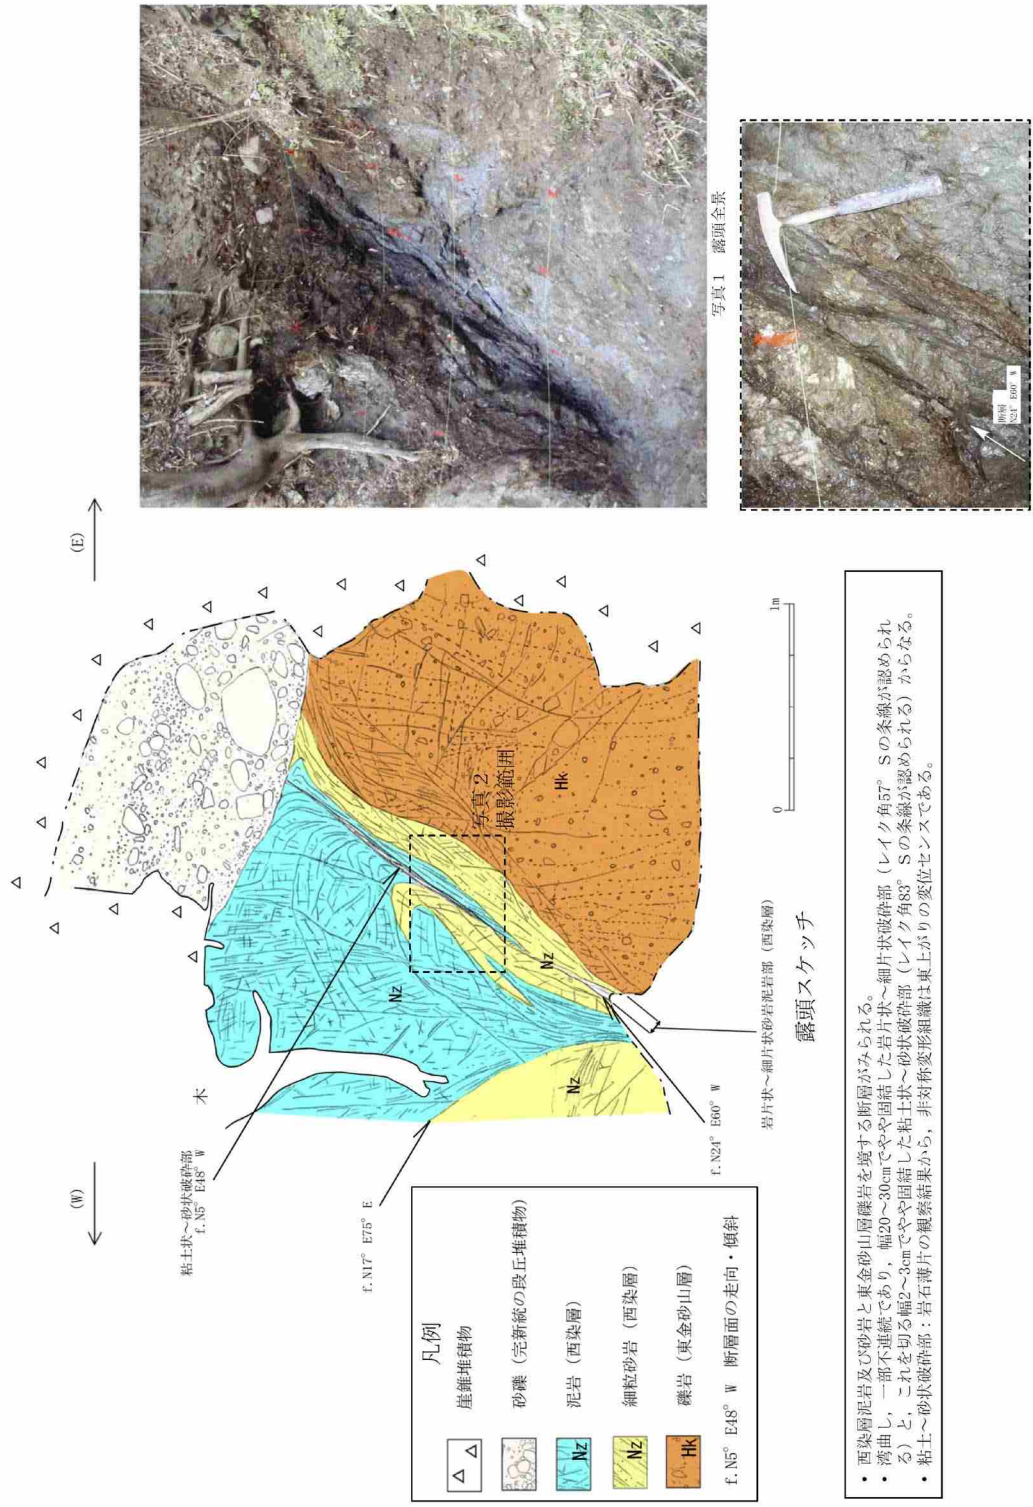 (W)
(E)
木
粘土状～砂状破砕部
f.N5° E48° W
f.N17° E75° E
Nz
Nz
Nz
Hk
写真2
撮影範囲
f.N24° E60° W
岩片状～細片状砂岩泥岩部（西染層）
1m
露頭スケッチ
凡例
崖錐堆積物
砂礫（完新統の段丘堆積物）
Nz
泥岩（西染層）
Nz
細粒砂岩（西染層）
Hk
礫岩（東金砂山層）
f.N5° E48° W 断層面の走向・傾斜
写真1 露頭全景
断層
N24° E60° W
・ 西染層泥岩及び砂岩と東金砂山層礫岩を境する断層がみられる。
・ 湾曲し，一部不連続であり，幅20～30cmでやや固結した岩片状～細片状破砕部（レイク角57° Sの条線が認められ
る）と，これを切る幅2～3cmでやや固結した粘土状～砂状破砕部（レイク角83° Sの条線が認められる）からなる。
・ 粘土～砂状破砕部：岩石薄片の観察結果から，非対称変形組織は東上がりの変位センスである。